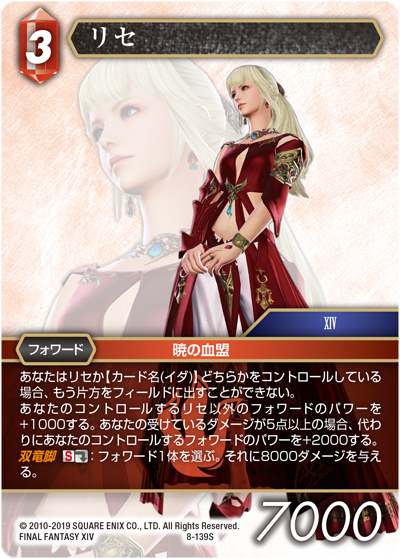 3
リセ
XIV
フォワード
暁の血盟
あなたはリセか【カード名(イダ)】どちらかをコントロールしている
場合、もう片方をフィールドに出すことができない。
あなたのコントロールするリセ以外のフォワードのパワーを
+1000する。あなたの受けているダメージが5点以上の場合、代わ
りにあなたのコントロールするフォワードのパワーを+2000する。
双竜脚 S：フォワード1体を選ぶ。それに8000ダメージを与え
る。
© 2010-2019 SQUARE ENIX CO., LTD. All Rights Reserved.
FINAL FANTASY XIV
8-139S
7000